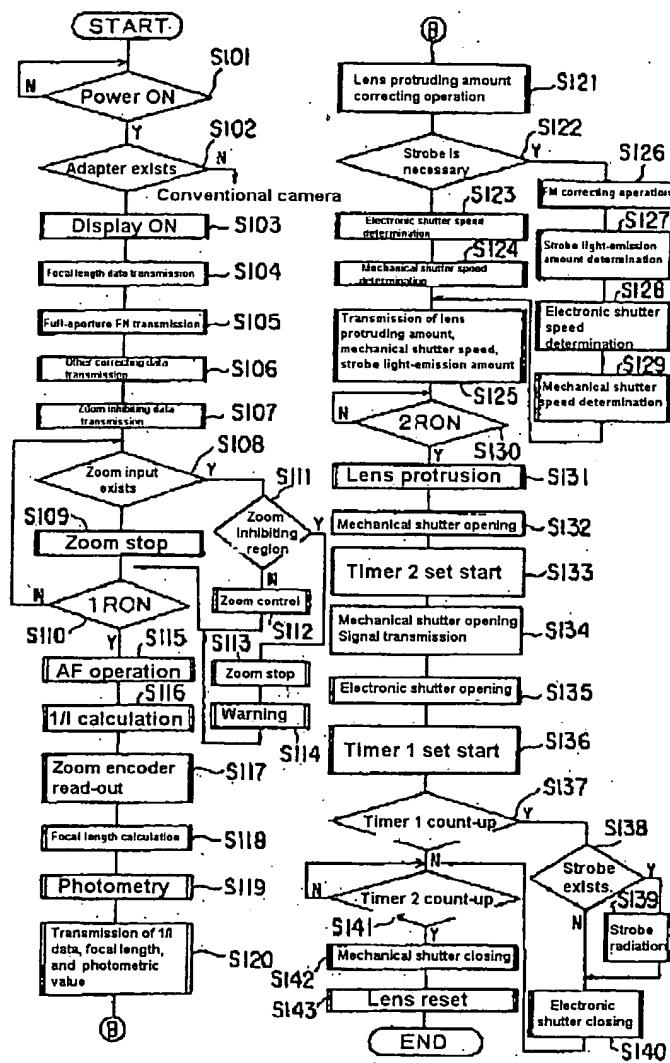 START
S101
N
Power ON
Y
S102
Adapter exists
N
Conventional camera
Display ON
S103
Focal length data transmission
S104
Full-aperture FN transmission
S105
Other correcting data
transmission
S106
Zoom inhibiting data
transmission
S107
S108
Zoom input
exists
Y
S111
S109
Zoom stop
Zoom
inhibiting
region
Y
N
N
1 RON
S110
Y
Zoom control
S112
S115
AF operation
S113
Zoom stop
S116
1/l calculation
Warning
S114
Zoom encoder
read-out
S117
Focal length calculation
S118
Photometry
S119
Transmission of 1/l
data, focal length,
and photometric
value
S120
B
B
Lens protruding amount
correcting operation
S121
S122
Strobe is
necessary
Y
S126
FM correcting operation
S123
Electronic shutter speed
determination
S127
Strobe light-emission
amount determination
S124
Mechanical shutter speed
determination
S128
Electronic shutter
speed
determination
Transmission of lens
protruding amount,
mechanical shutter speed,
strobe light-emission amount
S125
S129
Mechanical shutter
speed determination
N
2 RON
S130
Y
Lens protrusion
S131
Mechanical shutter opening
S132
Timer 2 set start
S133
Mechanical shutter opening
Signal transmission
S134
Electronic shutter opening
S135
Timer 1 set start
S136
S137
Timer 1 count-up
Y
S138
N
Strobe
exists.
Y
N
Timer 2 count-up
S139
N
Strobe
radiation
S141
Y
S142
Mechanical shutter closing
S143
Lens reset
Electronic
shutter closing
S140
END